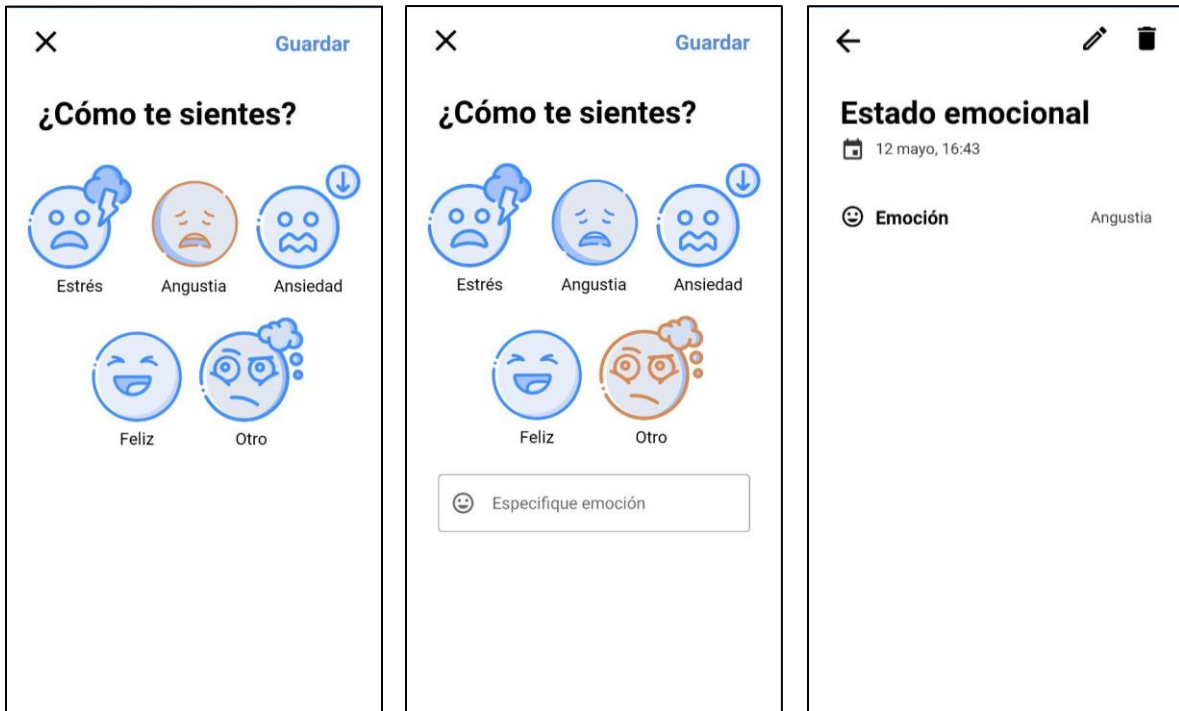 Guardar
¿Cómo te sientes?
Estrés Angustia Ansiedad
Feliz Otro
Guardar
¿Cómo te sientes?
Estrés Angustia Ansiedad
Feliz Otro
Especifique emoción
Estado emocional
12 mayo, 16:43
Emoción Angustia